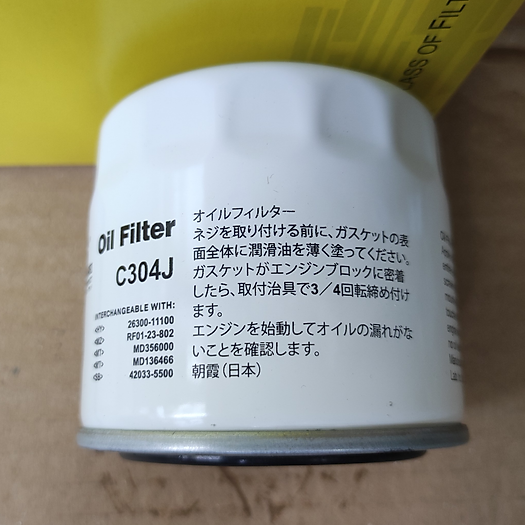 CLASS OF FILT
Oil Filter
C304J
INTERCHANGEABLE WITH:
26300-11100
RF01-23-802
MD356000
MD136466
42033-5500
オイルフィルター
ネジを取り付ける前に、ガスケットの表
面全体に潤滑油を薄く塗ってください。
ガスケットがエンジンブロックに密着
したら、取付治具で3／4回転締め付け
ます。
エンジンを始動してオイルの漏れがな
いことを確認します。
朝霞（日本）